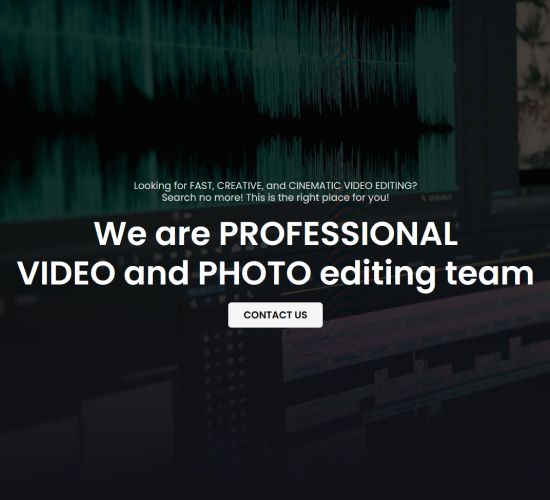 Looking for FAST, CREATIVE, and CINEMATIC VIDEO EDITING?
Search no more! This is the right place for you!
We are PROFESSIONAL
VIDEO and PHOTO editing team
CONTACT US